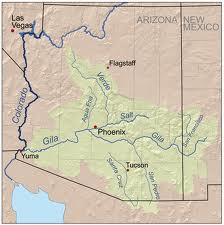 Las
Vegas
ARIZONA
NEW
MEXICO
Flagstaff
Colorado
Verde
Agua Fria
Salt
Gila
Phoenix
Gila
San Francisco
Yuma
Tucson
Santa Cruz
San Pedro